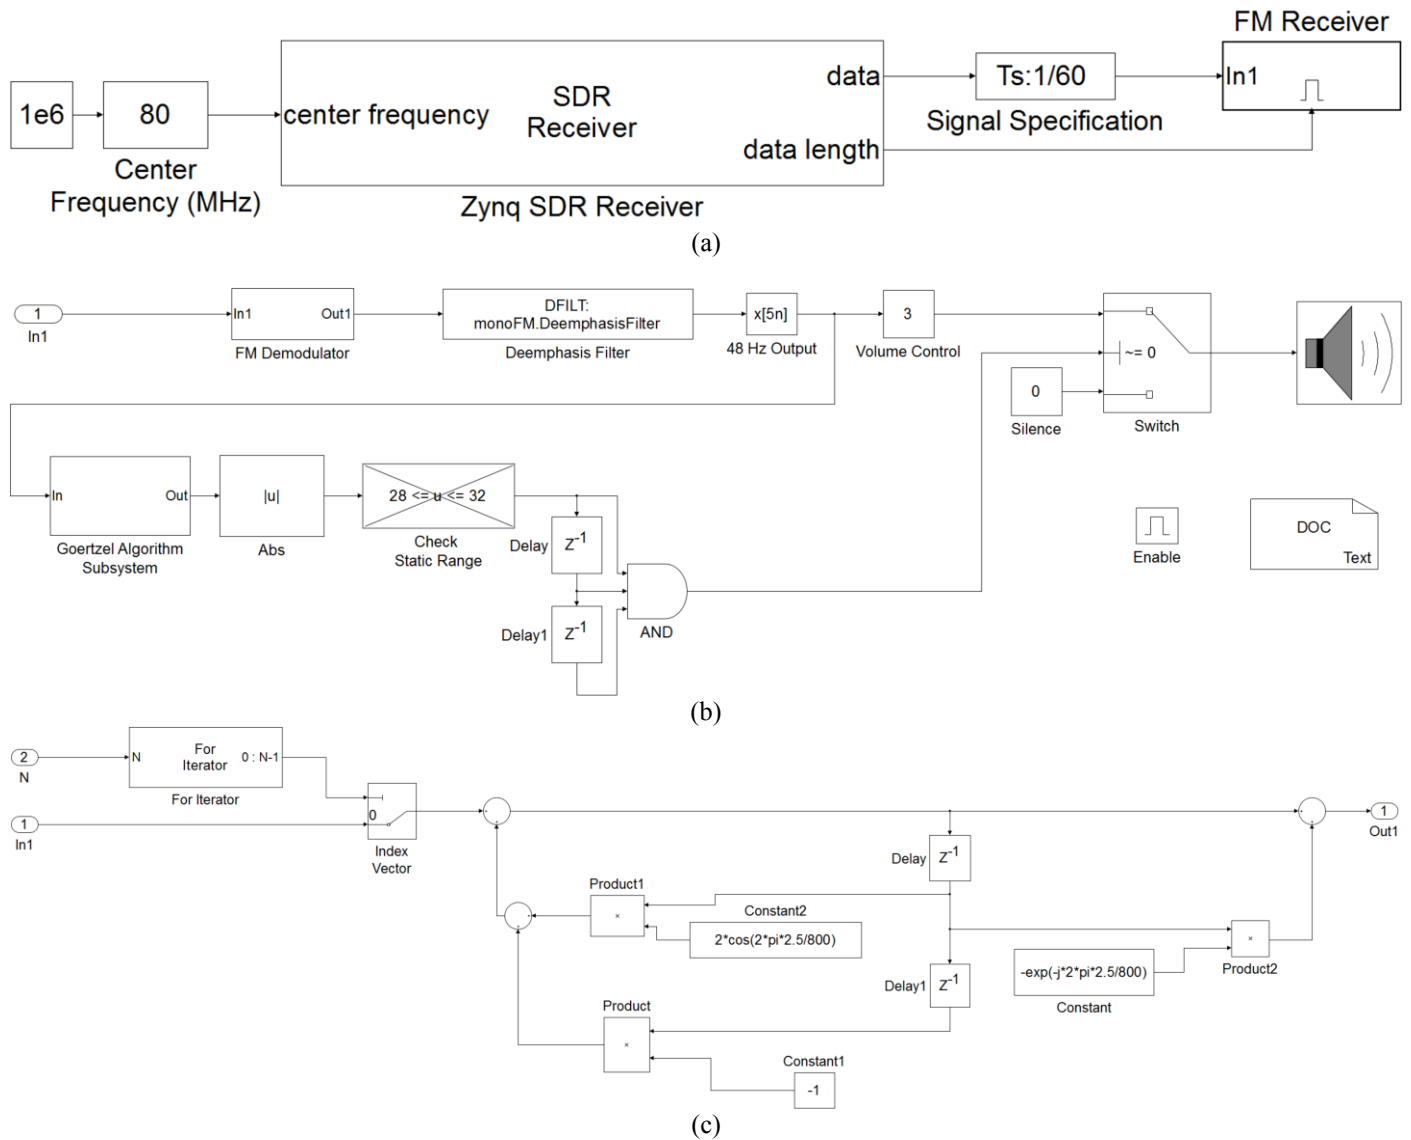 FM Receiver
1e6
80
center frequency
SDR
Receiver
data
data length
Ts:1/60
In1
Signal Specification
Center
Frequency (MHz)
Zynq SDR Receiver
(a)
1
In1
In1
Out1
FM Demodulator
DFILT:
monoFM.DeemphasisFilter
Deemphasis Filter
x[5n]
48 Hz Output
3
Volume Control
~= 0
Switch
0
Silence
In
Out
Goertzel Algorithm
Subsystem
|u|
Abs
28 <= u <= 32
Check
Static Range
Delay
Z-1
Delay1
Z-1
AND
Enable
DOC
Text
(b)
2
N
N
For
Iterator
0 : N-1
For Iterator
1
In1
0
Index
Vector
Delay
Z-1
1
Out1
Product1
×
Constant2
2*cos(2*pi*2.5/800)
Delay1
Z-1
-exp(-j*2*pi*2.5/800)
Constant
×
Product2
Product
×
Constant1
-1
(c)